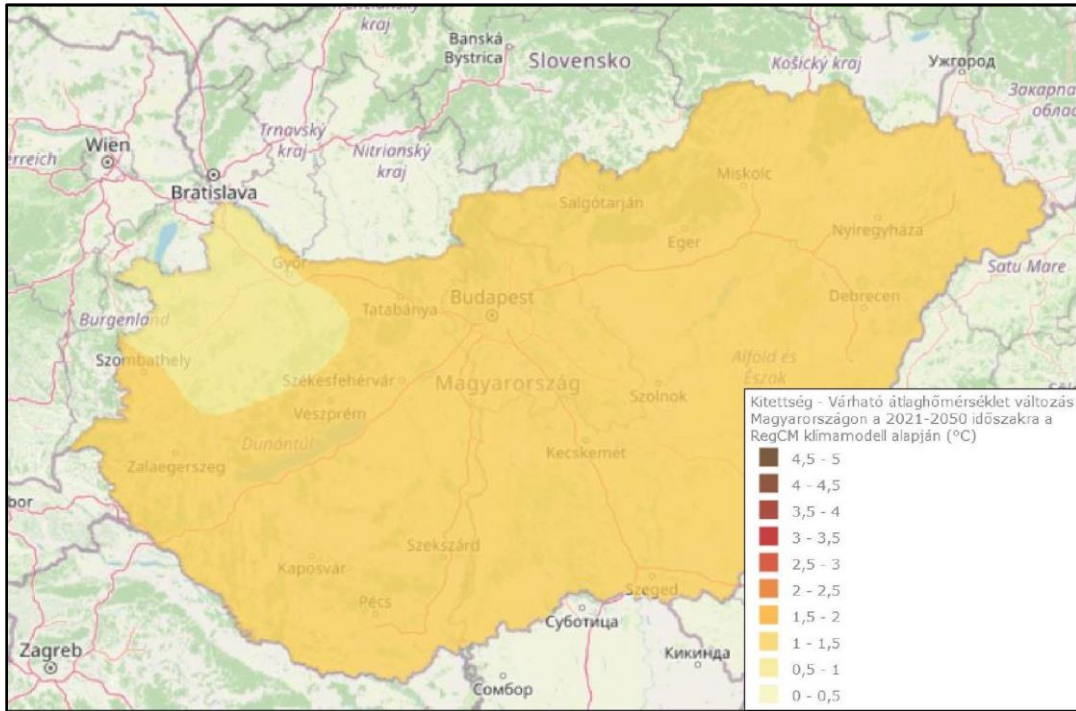 Trenčiansky kraj
Banská
Bystrica
Slovensko
Košický kraj
Ужгород
Закарпа
обла
Wien
erreich
Trnavský
kraj
Nitriansky
kraj
Bratislava
Miskolc
Salgótarján
Nyíregyháza
Eger
Satu Mare
Győr
Tatabánya
Budapest
Debrecen
Burgenland
Szombathely
Székesfehérvár
Magyarország
Alföld és
Észak
Szolnok
Veszprém
Dunántúl
Zalaegerszeg
Kecskemét
bor
Szekszárd
Kaposvár
Szeged
Pécs
Суботица
Zagreb
Кикинда
Сомбор
Kitettség - Várható átlaghőmérséklet változás
Magyarországon a 2021-2050 időszakra a
RegCM klímamodell alapján (°C)
4,5 - 5
4 - 4,5
3,5 - 4
3 - 3,5
2,5 - 3
2 - 2,5
1,5 - 2
1 - 1,5
0,5 - 1
0 - 0,5